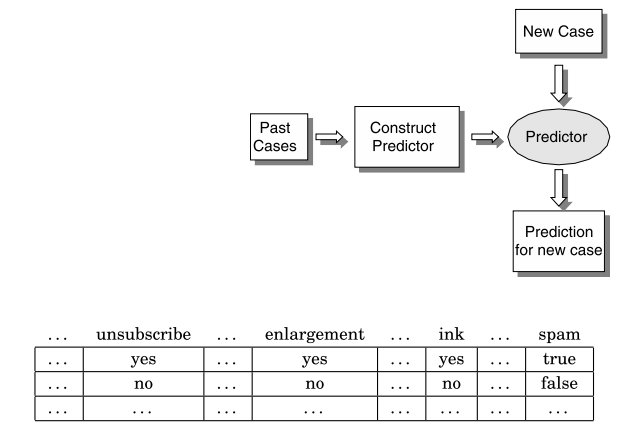 New Case
Past
Cases
Construct
Predictor
Predictor
Prediction
for new case
... unsubscribe ... enlargement ... ink ... spam
... yes ... yes ... yes ... true
... no ... no ... no ... false
... ... ... ... ... ... ... ...